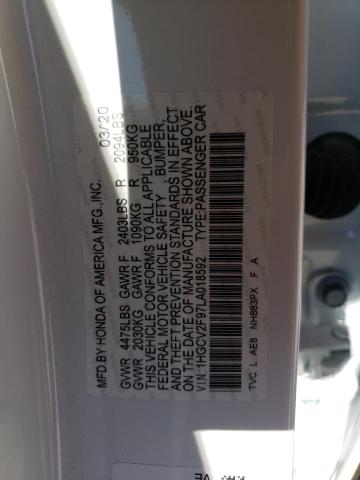 MFD.BY HONDA OF AMERICA MFG.,INC. 03/20
GVWR 4475LBS GAWR F 2403LBS R 2094LBS
GVWR 2030KG GAWR F 1090KG R 950KG
THIS VEHICLE CONFORMS TO ALL APPLICABLE
FEDERAL MOTOR VEHICLE SAFETY , BUMPER,
AND THEFT PREVENTION STANDARDS IN EFFECT
ON THE DATE OF MANUFACTURE SHOWN ABOVE.
V.I.N.:1HGCV2F97LA018592 TYPE:PASSENGER CAR
TVC L AE8 NH883PX F A